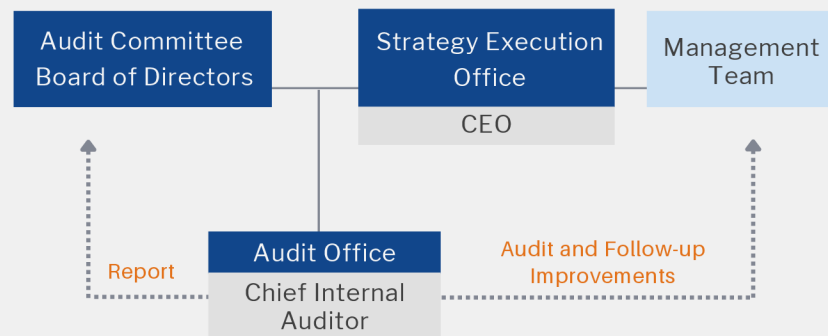 Audit Committee
Board of Directors
Strategy Execution
Office
CEO
Management
Team
Report
Audit Office
Chief Internal
Auditor
Audit and Follow-up
Improvements